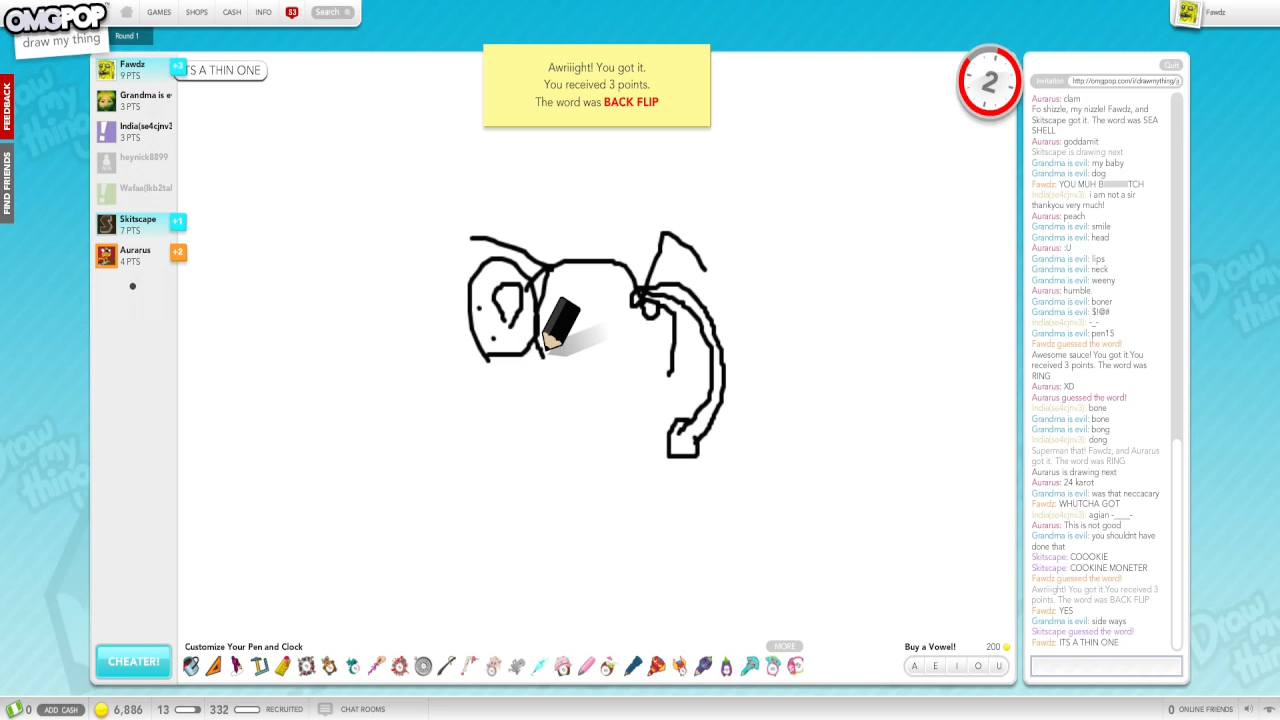 OMGPOP
draw my thing
GAMES
SHOPS
CASH
INFO
53
Search
Fawdz
Round 1
FEEDBACK
FIND FRIENDS
Fawdz
9 PTS
+3
ITS A THIN ONE
Grandma is e
3 PTS
India(se4cjnv3
3 PTS
heynick8899
Wafaa(lkb2tal
Skitscape
7 PTS
+1
Aurarus
4 PTS
+2
Awriiight! You got it.
You received 3 points.
The word was BACK FLIP
2
Quit
Invitation
http://omgpop.com/i/drawmything/
Aurarus: clam
Fo shizzle, my nizzle! Fawdz, and
Skitscape got it. The word was SEA
SHELL
Aurarus: goddamit
Skitscape is drawing next
Grandma is evil: my baby
Grandma is evil: dog
Fawdz: YOU MUH B TCH
India(se4cjnv3): i am not a sir
thankyou very much!
Aurarus: peach
Grandma is evil: smile
Grandma is evil: head
Aurarus: :U
Grandma is evil: lips
Grandma is evil: neck
Grandma is evil: weeny
Aurarus: humble
Grandma is evil: boner
Grandma is evil: $!@#
India(se4cjnv3): -_-
Grandma is evil: pen15
Fawdz guessed the word!
Awesome sauce! You got it.You
received 3 points. The word was
RING
Aurarus: XD
Aurarus guessed the word!
India(se4cjnv3): bone
Grandma is evil: bone
Grandma is evil: bong
India(se4cjnv3): dong
Superman that! Fawdz, and Aurarus
got it. The word was RING
Aurarus is drawing next
Aurarus: 24 karot
Grandma is evil: was that neccacary
Fawdz: WHUTCHA GOT
India(se4cjnv3): agian -____-
Aurarus: This is not good
Grandma is evil: you shouldnt have
done that
Skitscape: COOOKIE
Skitscape: COOKINE MONETER
Fawdz guessed the word!
Awriiight! You got it.You received 3
points. The word was BACK FLIP
Fawdz: YES
Grandma is evil: side ways
Skitscape guessed the word!
Fawdz: ITS A THIN ONE
CHEATER!
Customize Your Pen and Clock
MORE
Buy a Vowel!
200
A E I O U
0
ADD CASH
6,886
13
332
RECRUITED
CHAT ROOMS
0 ONLINE FRIENDS